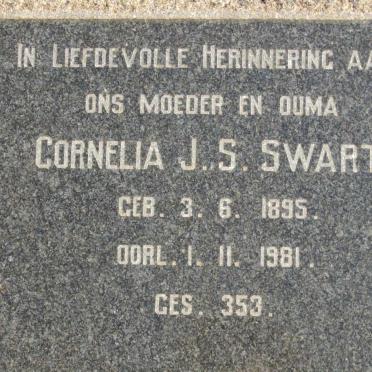 IN LIEFDEVOLLE HERINNERING AA
ONS MOEDER EN OUMA
CORNELIA J. S. SWART
GEB. 3. 6. 1895.
OORL. 1. 11. 1981.
GES. 353.